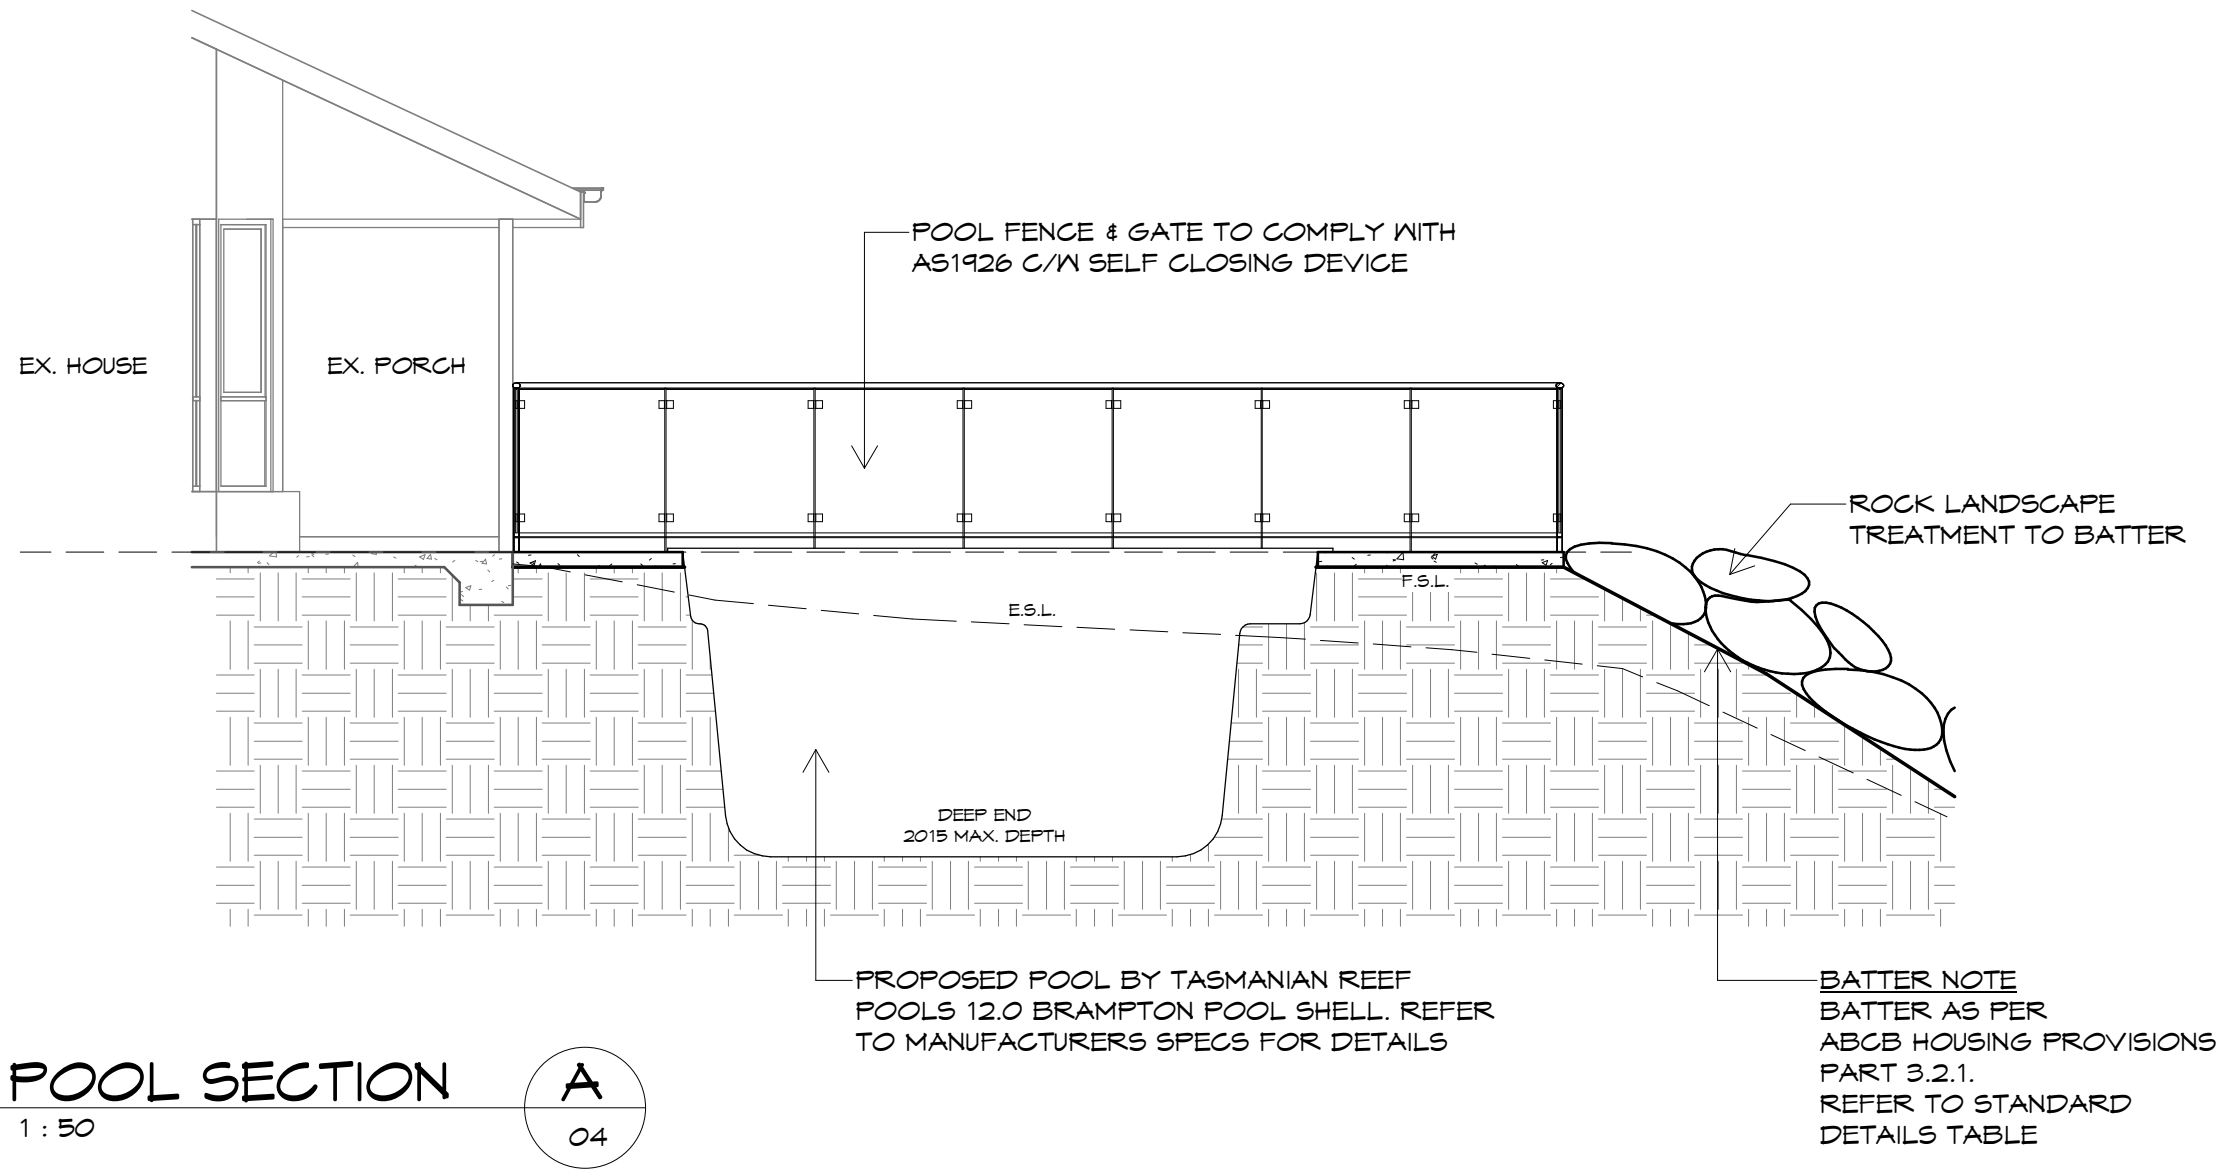 POOL FENCE & GATE TO COMPLY WITH
AS1926 C/W SELF CLOSING DEVICE
EX. HOUSE
EX. PORCH
ROCK LANDSCAPE
TREATMENT TO BATTER
F.S.L.
E.S.L.
DEEP END
2015 MAX. DEPTH
PROPOSED POOL BY TASMANIAN REEF
POOLS 12.0 BRAMPTON POOL SHELL. REFER
TO MANUFACTURERS SPECS FOR DETAILS
BATTER NOTE
BATTER AS PER
ABCB HOUSING PROVISIONS
PART 3.2.1.
REFER TO STANDARD
DETAILS TABLE
POOL SECTION
1 : 50
A
04